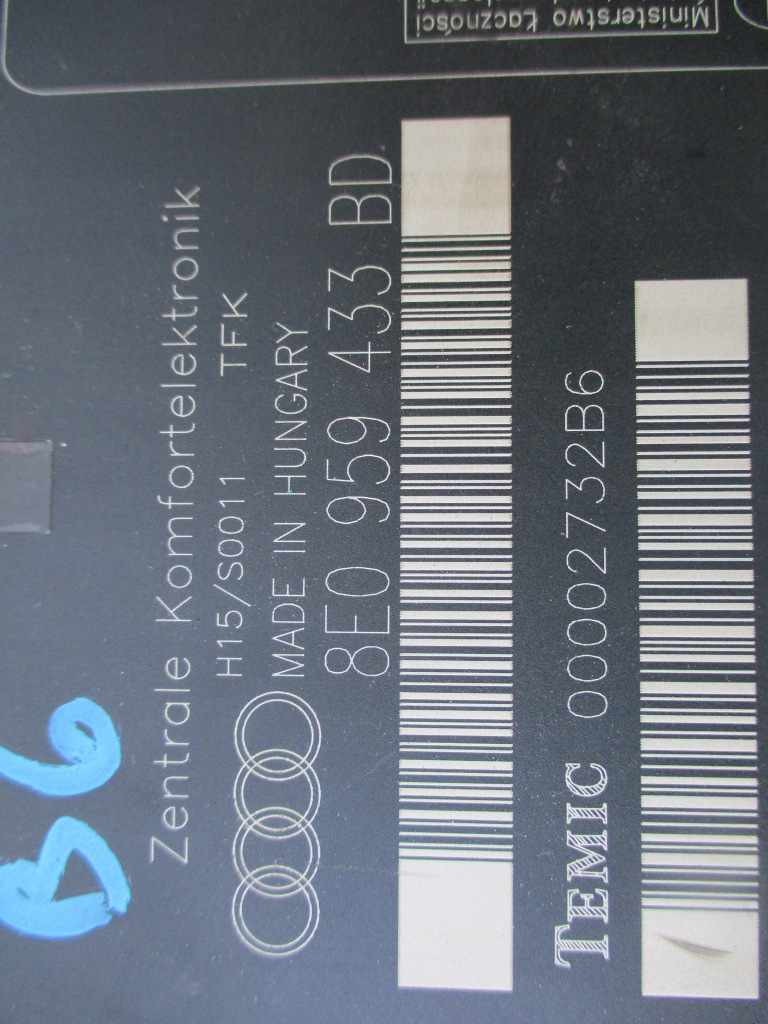 Ministerstwo Łączności
Zentrale Komfortelektronik
H15/S0011 TFK
MADE IN HUNGARY
8E0 959 433 BD
TEMIC 00002732B6